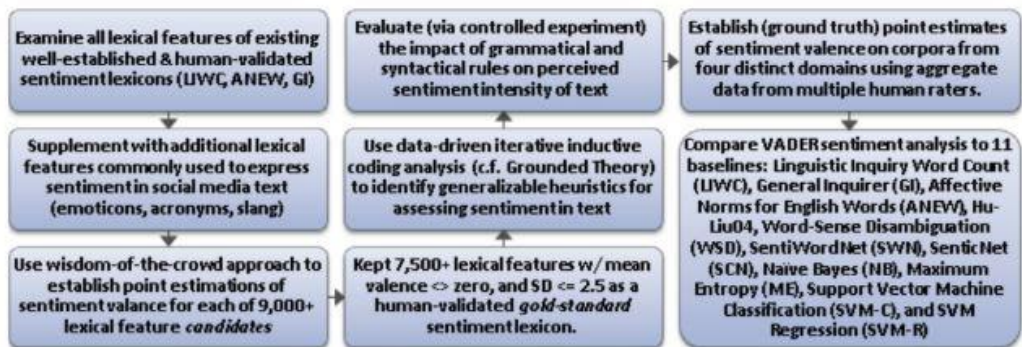 Examine all lexical features of existing
well-established & human-validated
sentiment lexicons (LIWC, ANEW, GI)
Supplement with additional lexical
features commonly used to express
sentiment in social media text
(emoticons, acronyms, slang)
Use wisdom-of-the-crowd approach to
establish point estimations of
sentiment valance for each of 9,000+
lexical feature candidates
Kept 7,500+ lexical features w/ mean
valence <> zero, and SD <= 2.5 as a
human-validated gold-standard
sentiment lexicon.
Use data-driven iterative inductive
coding analysis (c.f. Grounded Theory)
to identify generalizable heuristics for
assessing sentiment in text
Evaluate (via controlled experiment)
the impact of grammatical and
syntactical rules on perceived
sentiment intensity of text
Establish (ground truth) point estimates
of sentiment valence on corpora from
four distinct domains using aggregate
data from multiple human raters.
Compare VADER sentiment analysis to 11
baselines: Linguistic Inquiry Word Count
(LIWC), General Inquirer (GI), Affective
Norms for English Words (ANEW), Hu-
Liu04, Word-Sense Disambiguation
(WSD), SentiWordNet (SWN), SenticNet
(SCN), Naïve Bayes (NB), Maximum
Entropy (ME), Support Vector Machine
Classification (SVM-C), and SVM
Regression (SVM-R)